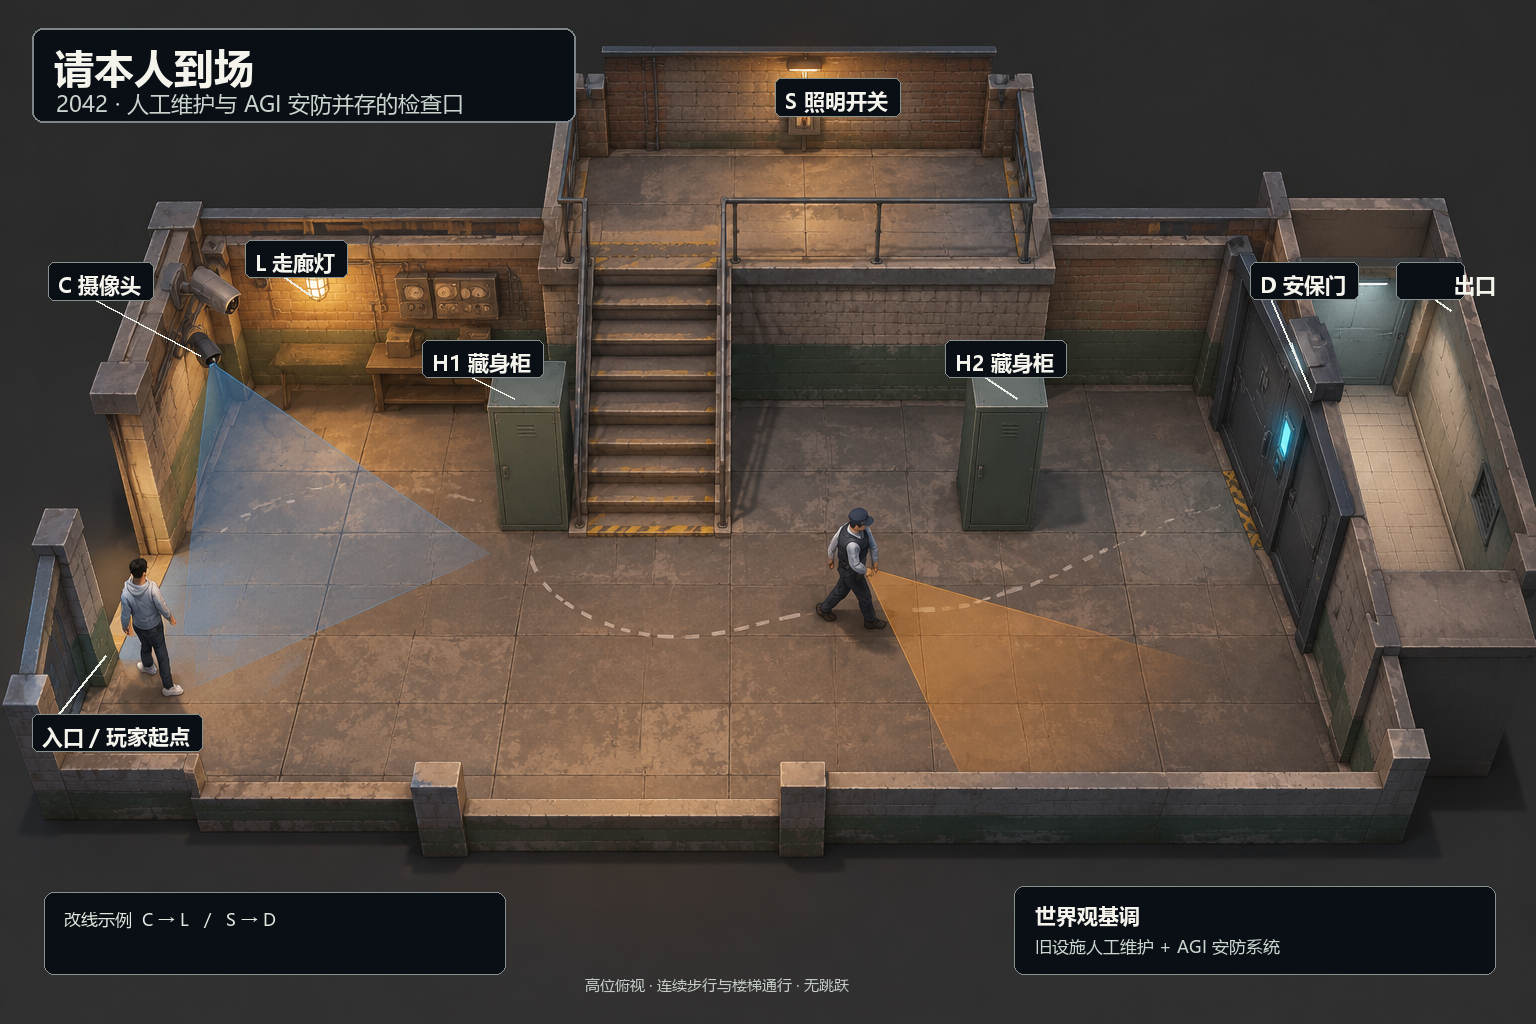 请本人到场
2042 · 人工维护与 AGI 安防并存的检查口
S 照明开关
L 走廊灯
C 摄像头
D 安保门
出口
H1 藏身柜
H2 藏身柜
入口 / 玩家起点
改线示例 C → L / S → D
世界观基调
旧设施人工维护 + AGI 安防系统
高位俯视 · 连续步行与楼梯通行 · 无跳跃